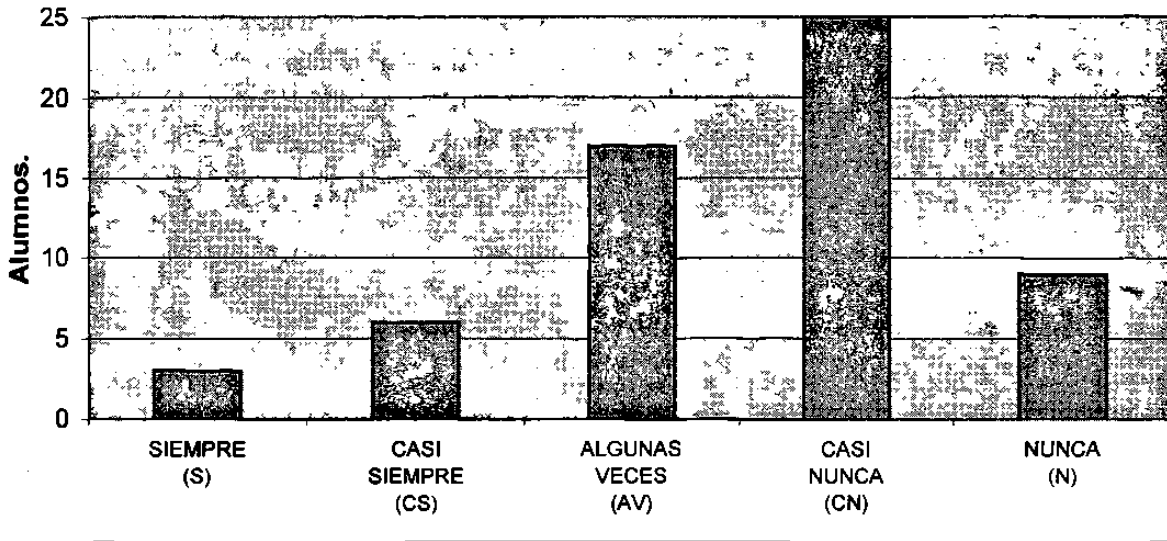 25
20
15
10
5
0
Alumnos.
SIEMPRE
(S)
CASI
SIEMPRE
(CS)
ALGUNAS
VECES
(AV)
CASI
NUNCA
(CN)
NUNCA
(N)